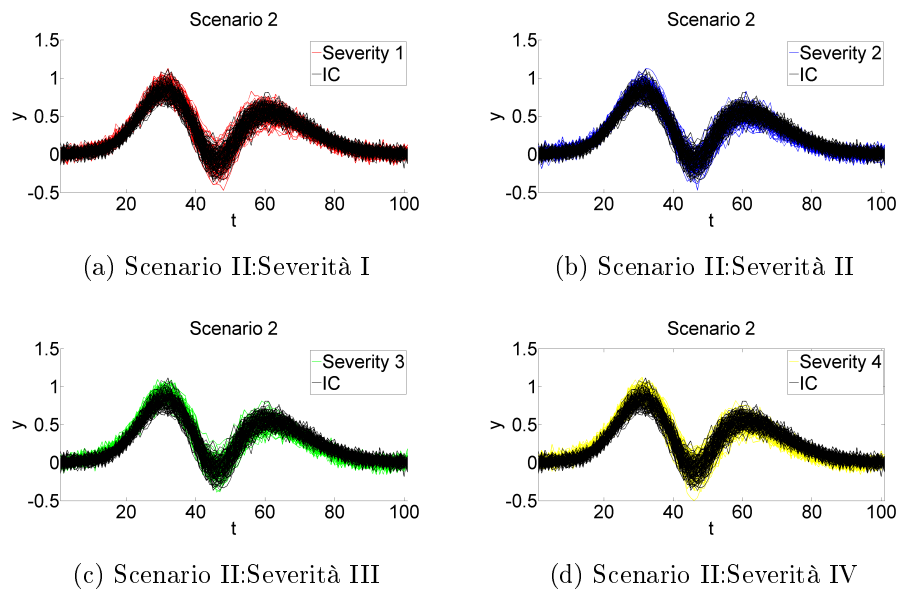 Scenario 2
1.5
1
0.5
0
-0.5
y
20
40
60
80
100
t
Severity 1
IC
(a) Scenario II:Severità I
Scenario 2
1.5
1
0.5
0
-0.5
y
20
40
60
80
100
t
Severity 2
IC
(b) Scenario II:Severità II
Scenario 2
1.5
1
0.5
0
-0.5
y
20
40
60
80
100
t
Severity 3
IC
(c) Scenario II:Severità III
Scenario 2
1.5
1
0.5
0
-0.5
y
20
40
60
80
100
t
Severity 4
IC
(d) Scenario II:Severità IV